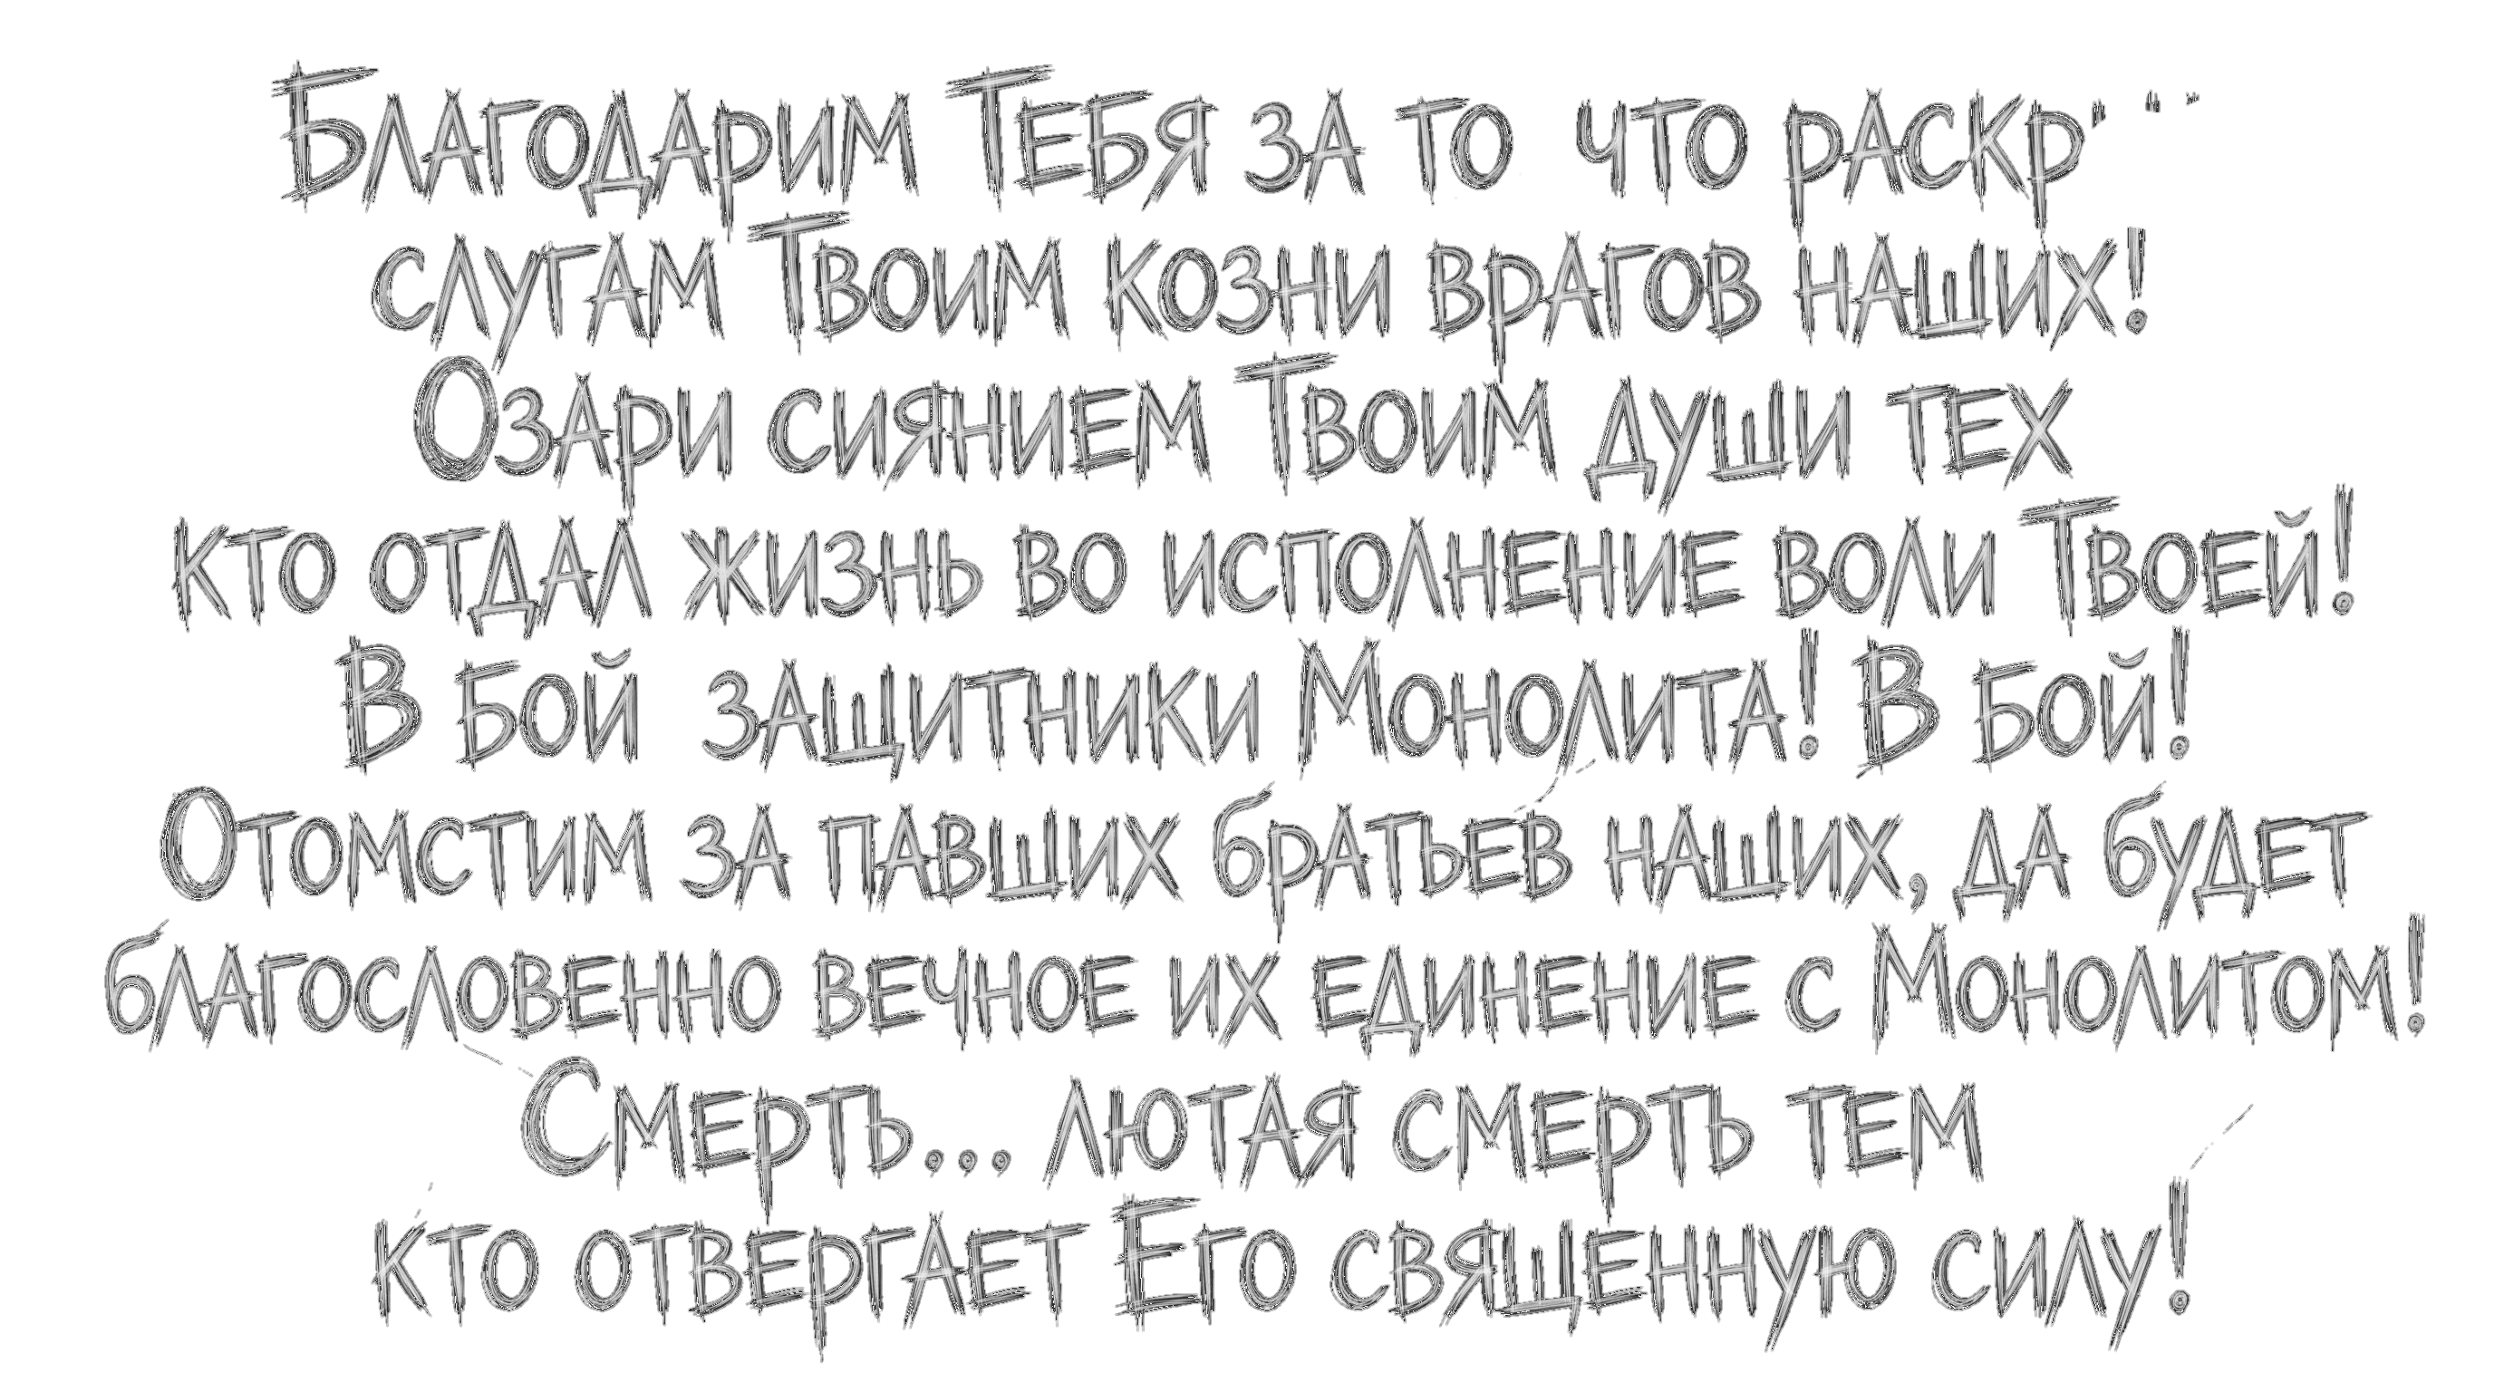 Благодарим Тебя за то что раскр
слугам Твоим козни врагов наших!
Озари сиянием Твоим души тех
кто отдал жизнь во исполнение воли Твоей!
В бой защитники Монолита! В бой!
Отомстим за павших братьев наших, да будет
благословенно вечное их единение с Монолитом!
Смерть... лютая смерть тем
кто отвергает Его священную силу!